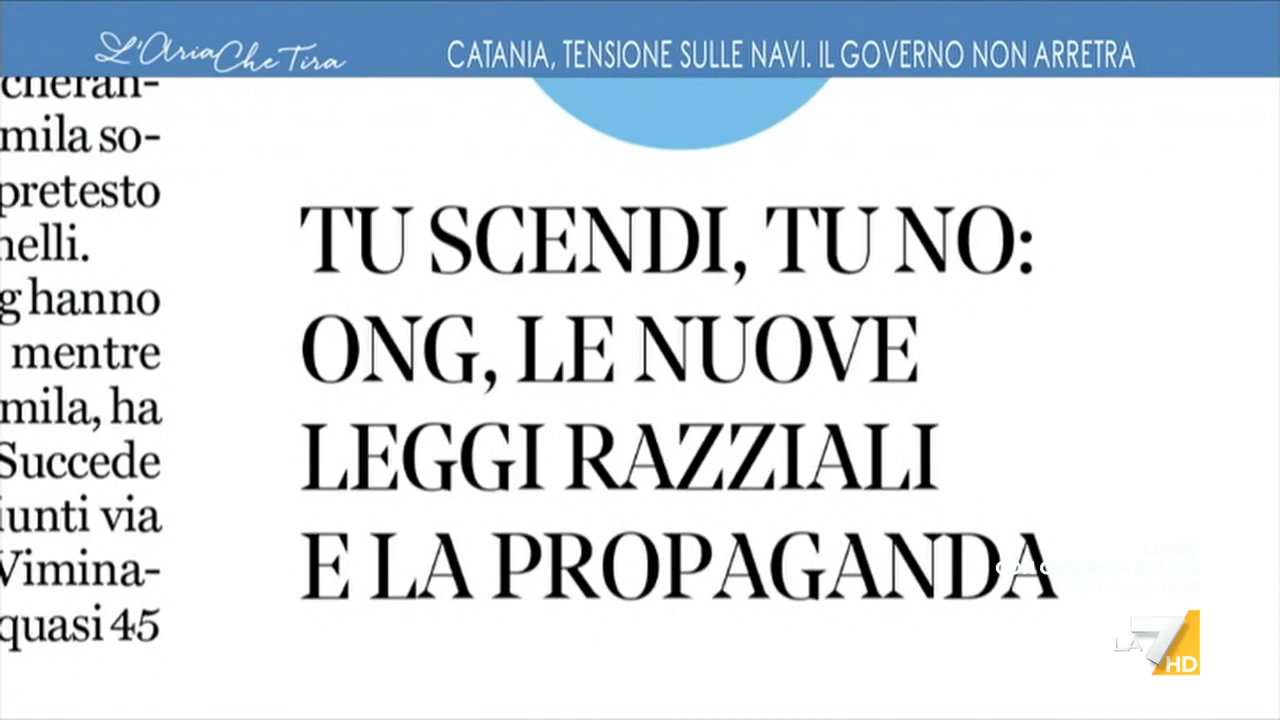 L'Aria Che Tira
CATANIA, TENSIONE SULLE NAVI. IL GOVERNO NON ARRETRA
cheran-
mila so-
pretesto
nelli.
g hanno
mentre
mila, ha
Succede
iunti via
Vimina-
quasi 45
TU SCENDI, TU NO:
ONG, LE NUOVE
LEGGI RAZZIALI
E LA PROPAGANDA
LA7
HD